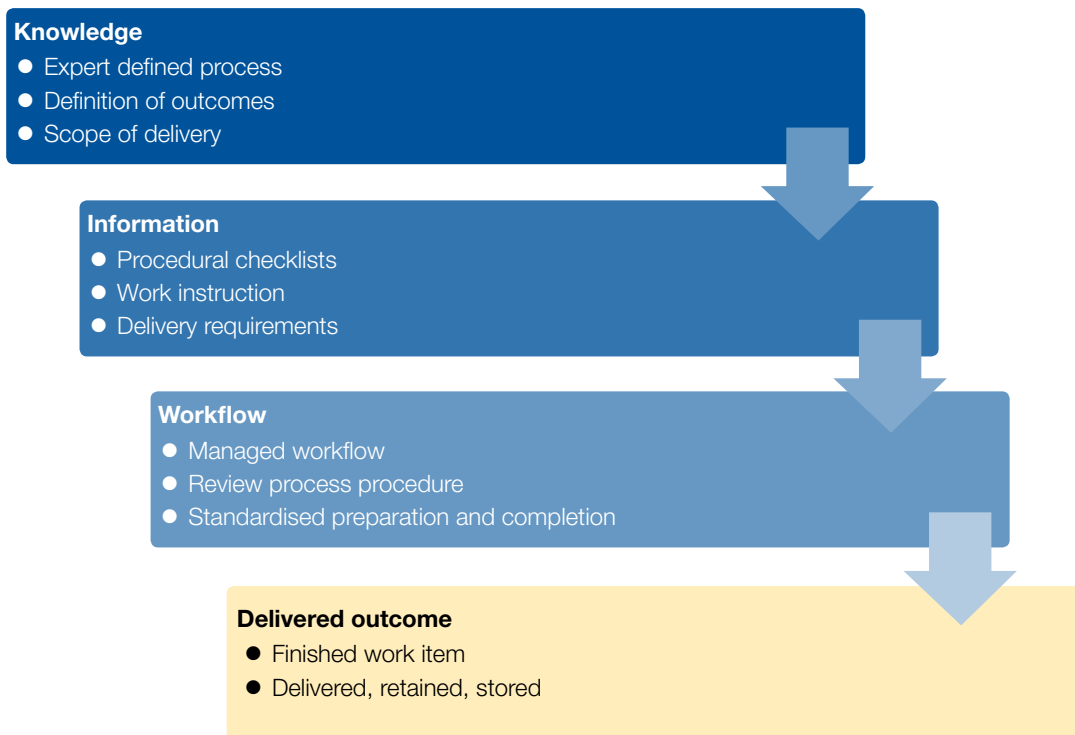 Knowledge
● Expert defined process
● Definition of outcomes
● Scope of delivery
Information
● Procedural checklists
● Work instruction
● Delivery requirements
Workflow
● Managed workflow
● Review process procedure
● Standardised preparation and completion
Delivered outcome
● Finished work item
● Delivered, retained, stored